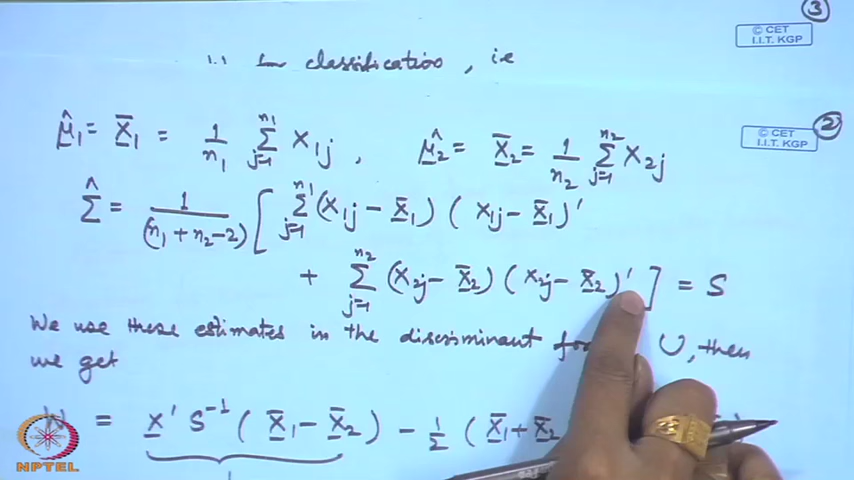 ③
© CET
I.I.T. KGP
for classification, i.e
μ̂₁ = X̄₁ = 1/n₁ Σ_{j=1}^{n₁} X₁ⱼ , μ̂₂ = X̄₂ = 1/n₂ Σ_{j=1}^{n₂} X₂ⱼ
②
© CET
I.I.T. KGP
Σ̂ = 1/(n₁+n₂-2) [ Σ_{j=1}^{n₁} (X₁ⱼ - X̄₁) (X₁ⱼ - X̄₁)'
+ Σ_{j=1}^{n₂} (X₂ⱼ - X̄₂) (X₂ⱼ - X̄₂)' ] = S
We use these estimates in the discriminant U, then
we get
= x' S⁻¹ (X̄₁ - X̄₂) - 1/2 (X̄₁ + X̄₂
NPTEL